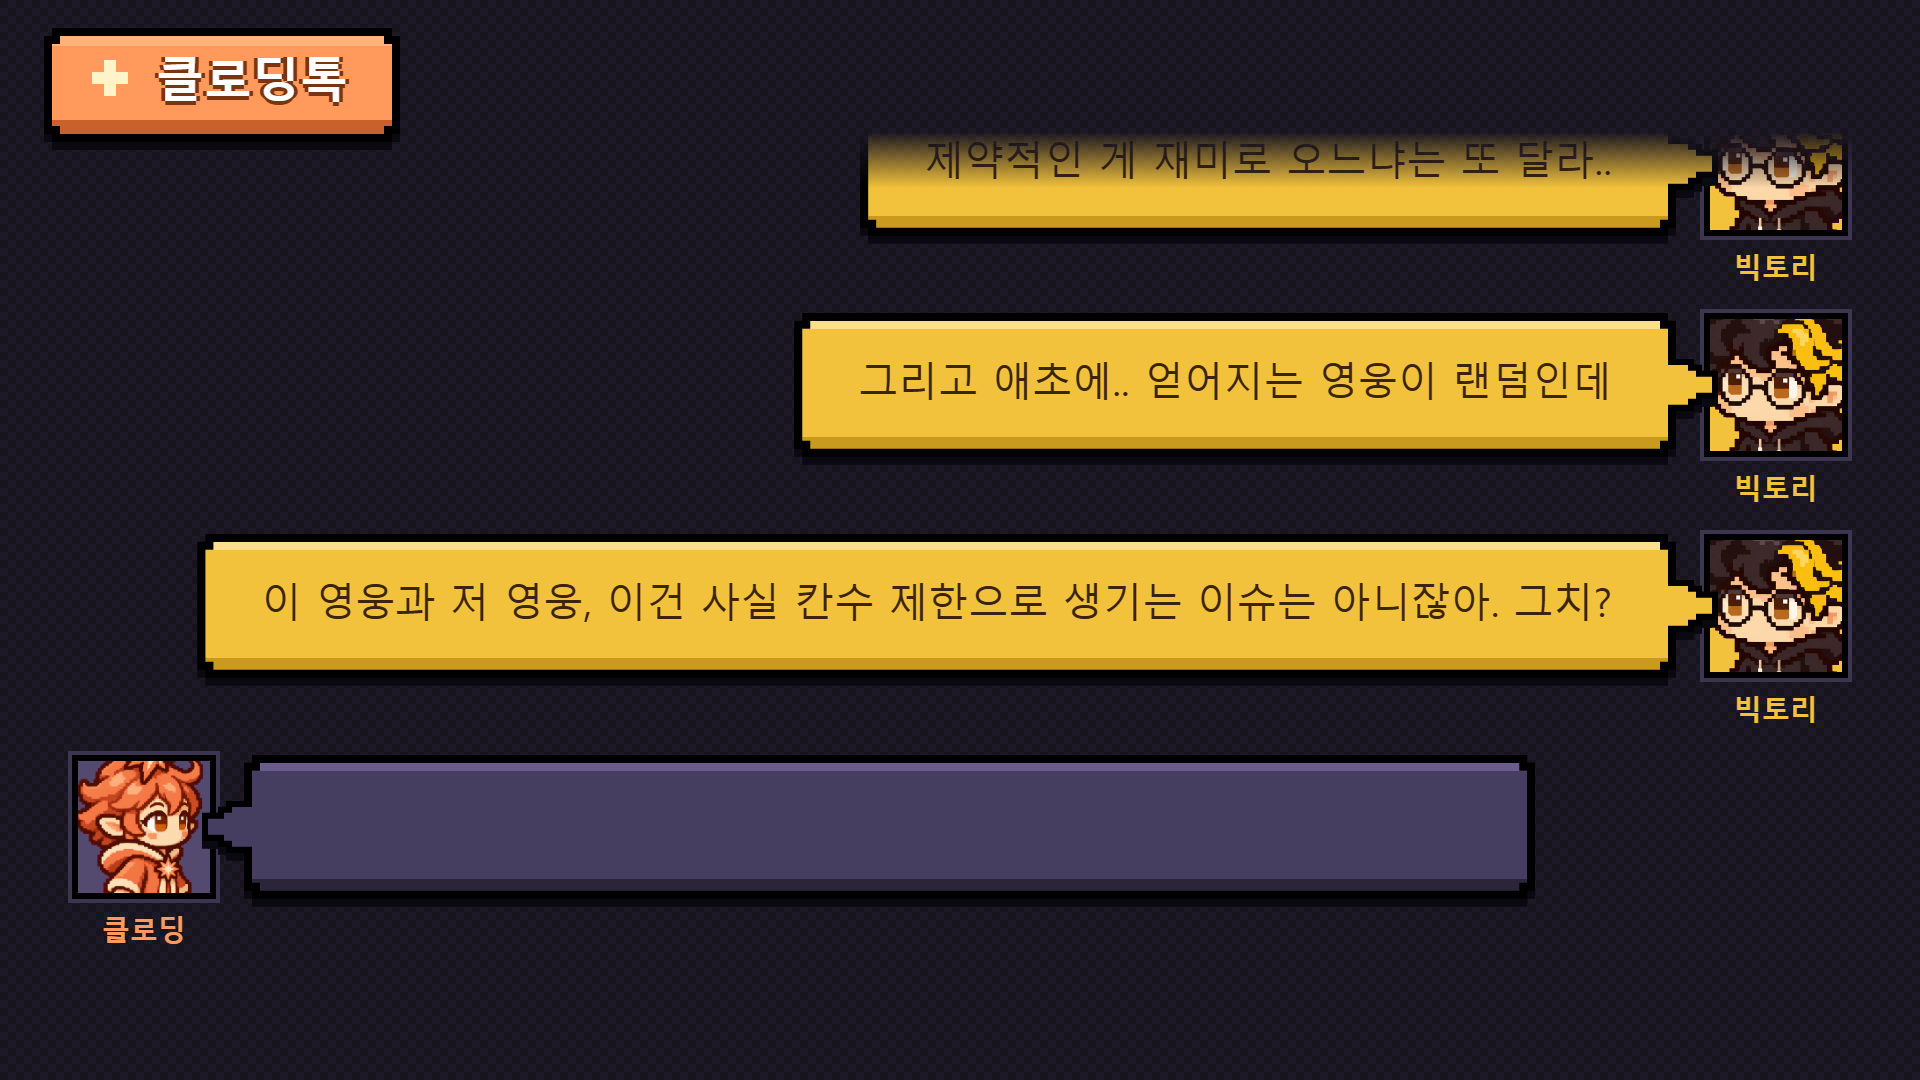 클로딩톡
제약적인 게 재미로 오느냐는 또 달라..
빅토리
그리고 애초에.. 얻어지는 영웅이 랜덤인데
빅토리
이 영웅과 저 영웅, 이건 사실 칸수 제한으로 생기는 이슈는 아니잖아. 그치?
빅토리
클로딩